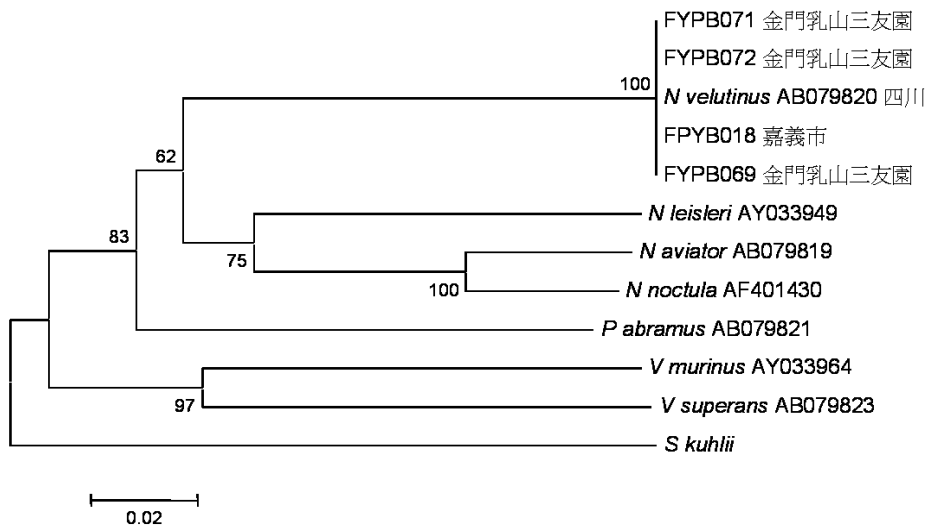 FYPB071 金門乳山三友園
FYPB072 金門乳山三友園
100
N velutinus AB079820 四川
FPYB018 嘉義市
62
FYPB069 金門乳山三友園
N leisleri AY033949
83
N aviator AB079819
75
100
N noctula AF401430
P abramus AB079821
V murinus AY033964
97
V superans AB079823
S kuhlii
0.02